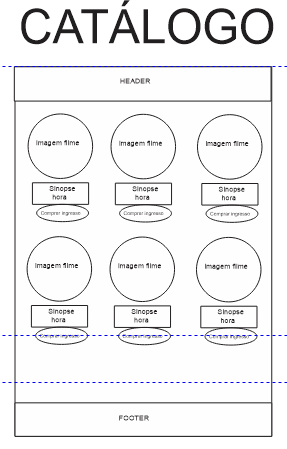 CATÁLOGO
HEADER
Imagem filme Imagem filme Imagem filme
Sinopse Sinopse Sinopse
hora hora hora
Comprar ingresso Comprar ingresso Comprar ingresso
Imagem filme Imagem filme Imagem filme
Sinopse Sinopse Sinopse
hora hora hora
Comprar ingresso Comprar ingresso Comprar ingresso
FOOTER